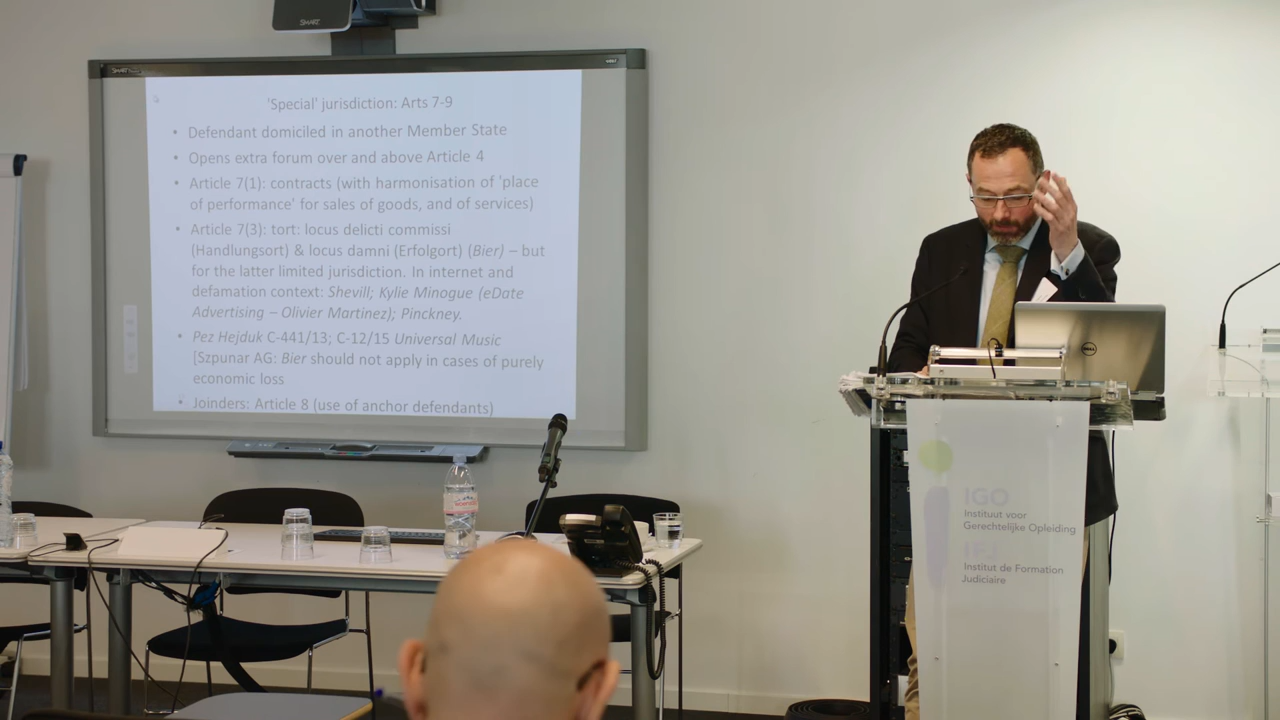 SMART
SMART
'Special' jurisdiction: Arts 7-9
• Defendant domiciled in another Member State
• Opens extra forum over and above Article 4
• Article 7(1): contracts (with harmonisation of 'place
of performance' for sales of goods, and of services)
• Article 7(3): tort: locus delicti commissi
(Handlungsort) & locus damni (Erfolgort) (Bier) – but
for the latter limited jurisdiction. In internet and
defamation context: Shevill; Kylie Minogue (eDate
Advertising – Olivier Martinez); Pinckney.
• Pez Hejduk C-441/13; C-12/15 Universal Music
[Szpunar AG: Bier should not apply in cases of purely
economic loss
• Joinders: Article 8 (use of anchor defendants)
DELL
IGO
Instituut voor
Gerechtelijke Opleiding
IFJ
Institut de Formation
Judiciaire